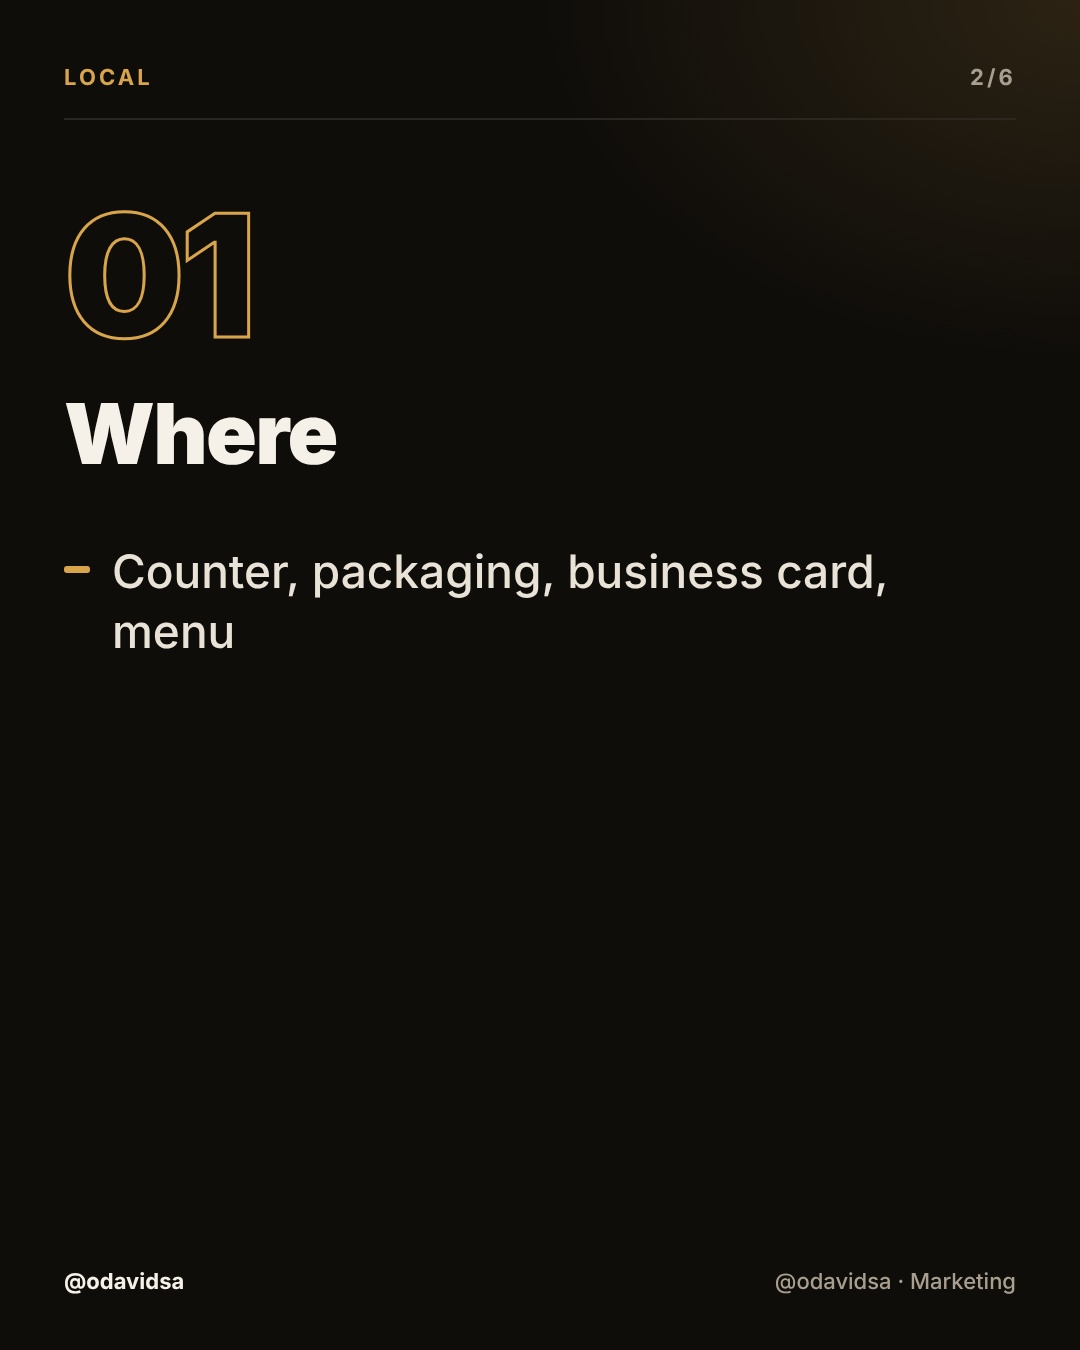 LOCAL
2/6
01
Where
Counter, packaging, business card,
menu
@odavidsa
@odavidsa · Marketing